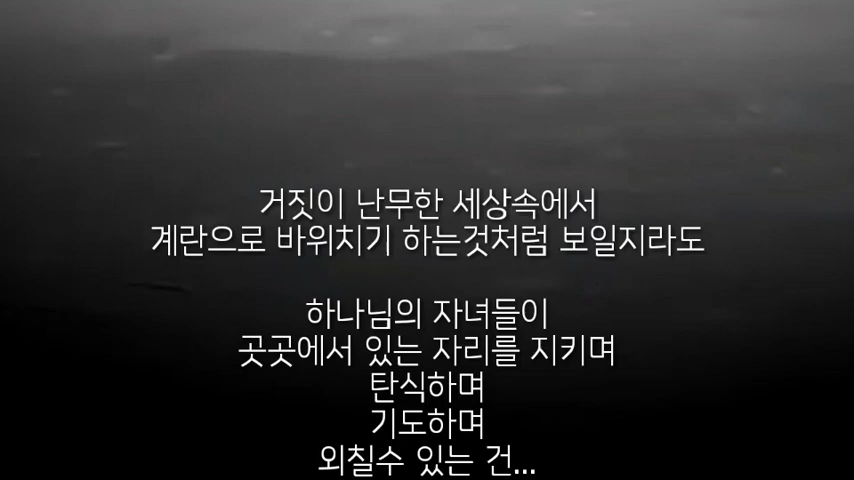 거짓이 난무한 세상속에서
계란으로 바위치기 하는것처럼 보일지라도
하나님의 자녀들이
곳곳에서 있는 자리를 지키며
탄식하며
기도하며
외칠수 있는 건...